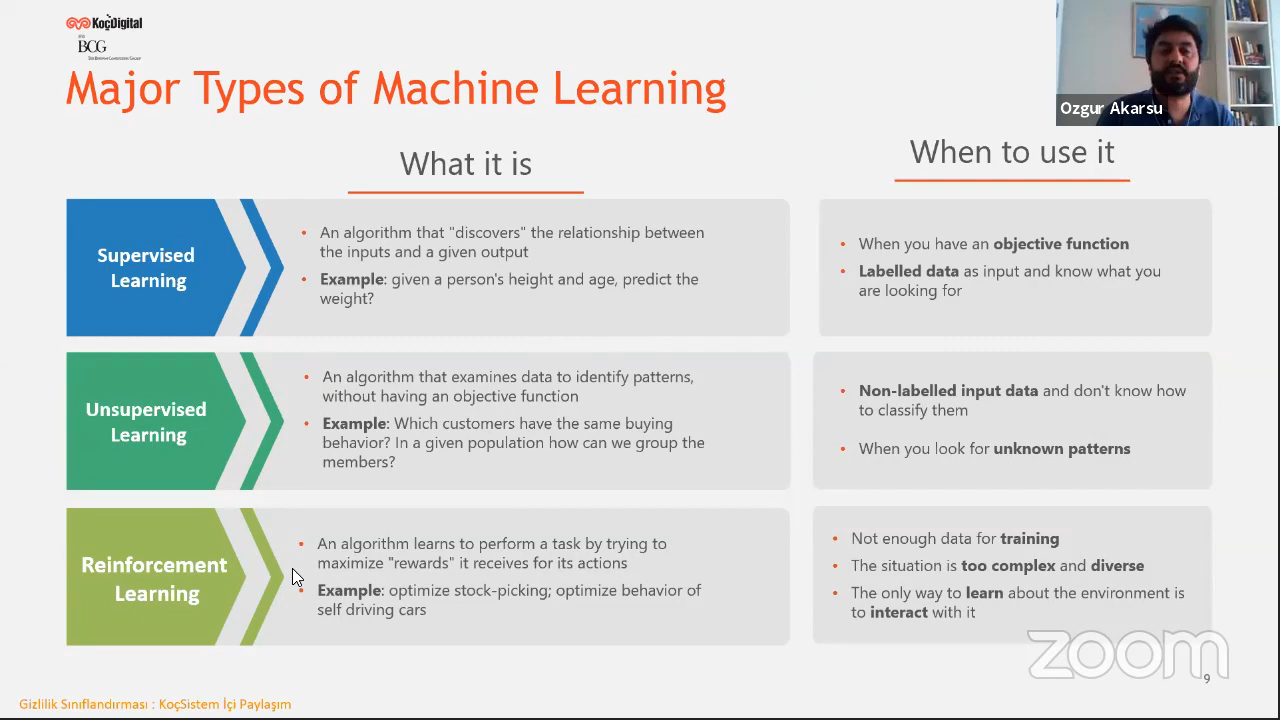 KoçDigital
BCG
Major Types of Machine Learning
Ozgur Akarsu
What it is
When to use it
Supervised
Learning
An algorithm that "discovers" the relationship between
the inputs and a given output
Example: given a person's height and age, predict the
weight?
When you have an objective function
Labelled data as input and know what you
are looking for
Unsupervised
Learning
An algorithm that examines data to identify patterns,
without having an objective function
Example: Which customers have the same buying
behavior? In a given population how can we group the
members?
Non-labelled input data and don't know how
to classify them
When you look for unknown patterns
Reinforcement
Learning
An algorithm learns to perform a task by trying to
maximize "rewards" it receives for its actions
Example: optimize stock-picking; optimize behavior of
self driving cars
Not enough data for training
The situation is too complex and diverse
The only way to learn about the environment is
to interact with it
zoom
9
Gizlilik Sınıflandırması : KoçSistem İçi Paylaşım